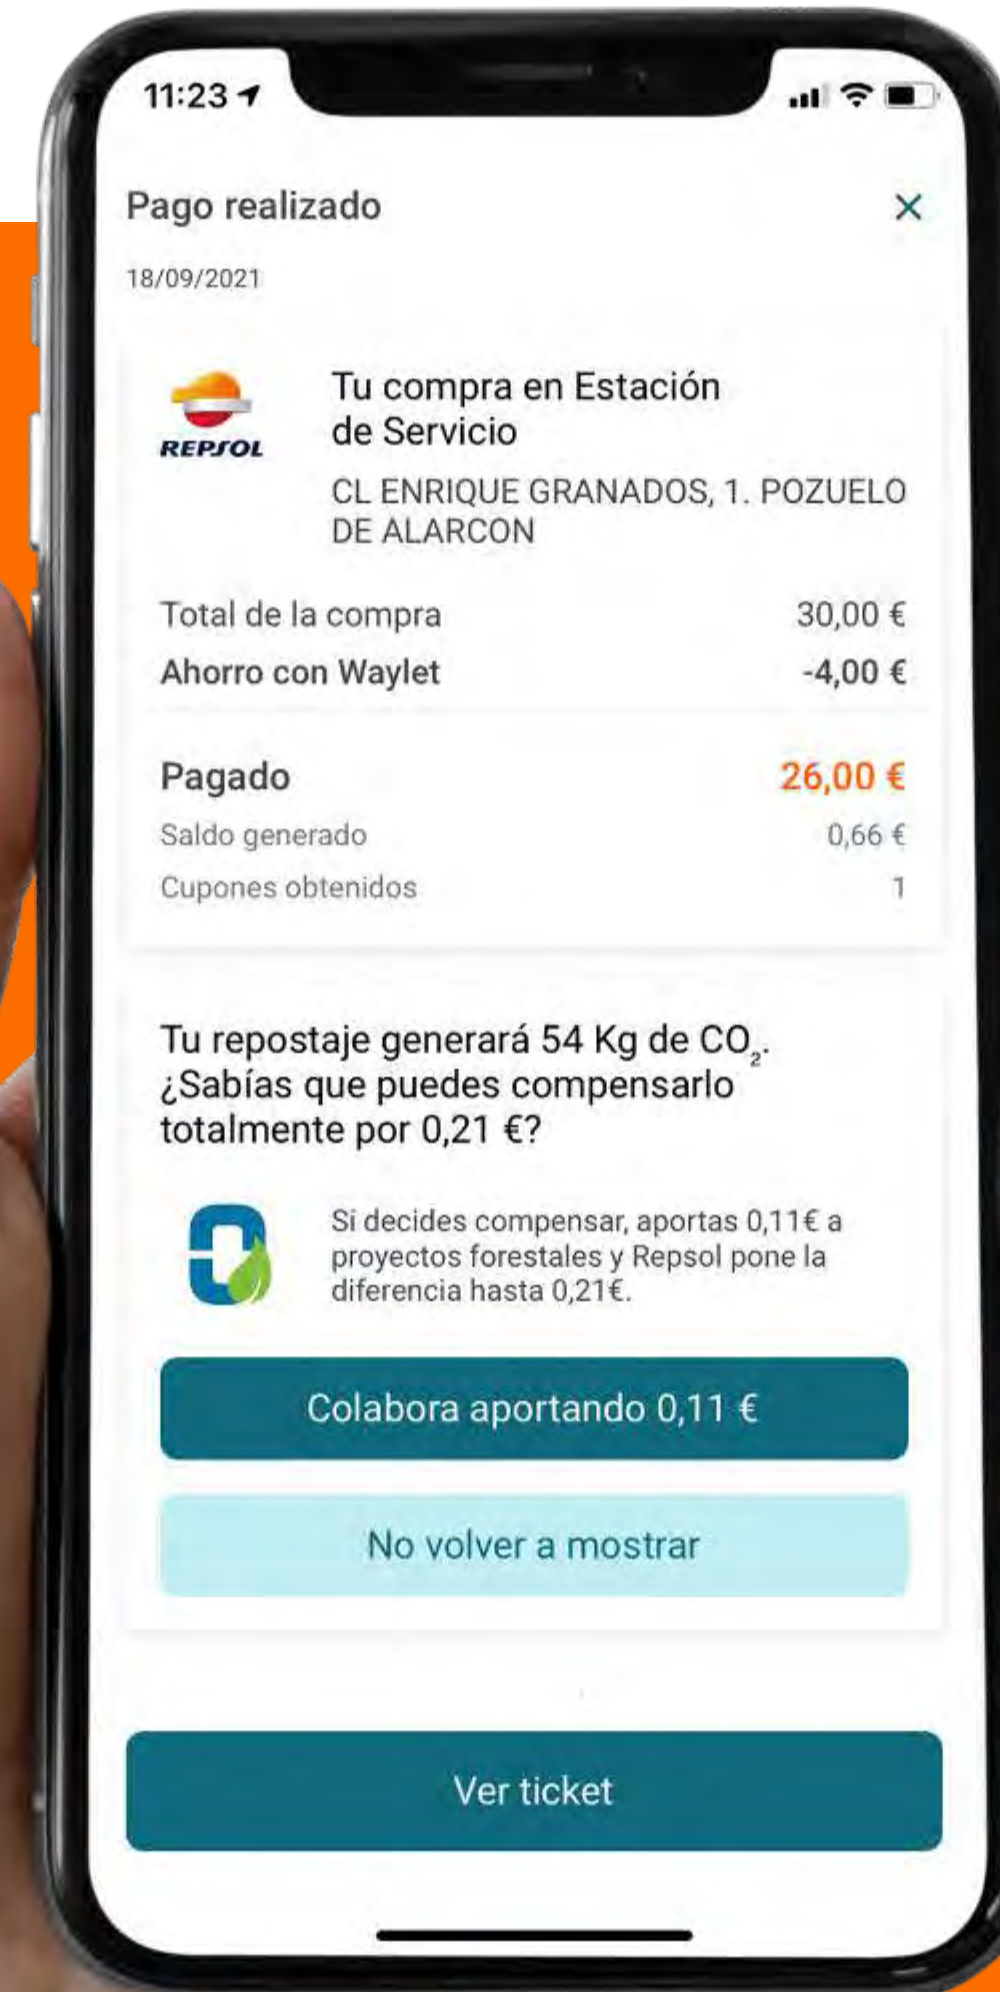 11:23
Pago realizado
18/09/2021
REPSOL
Tu compra en Estación
de Servicio
CL ENRIQUE GRANADOS, 1. POZUELO
DE ALARCON
Total de la compra 30,00 €
Ahorro con Waylet -4,00 €
Pagado 26,00 €
Saldo generado 0,66 €
Cupones obtenidos 1
Tu repostaje generará 54 Kg de CO₂.
¿Sabías que puedes compensarlo
totalmente por 0,21 €?
Si decides compensar, aportas 0,11€ a
proyectos forestales y Repsol pone la
diferencia hasta 0,21€.
Colabora aportando 0,11 €
No volver a mostrar
Ver ticket